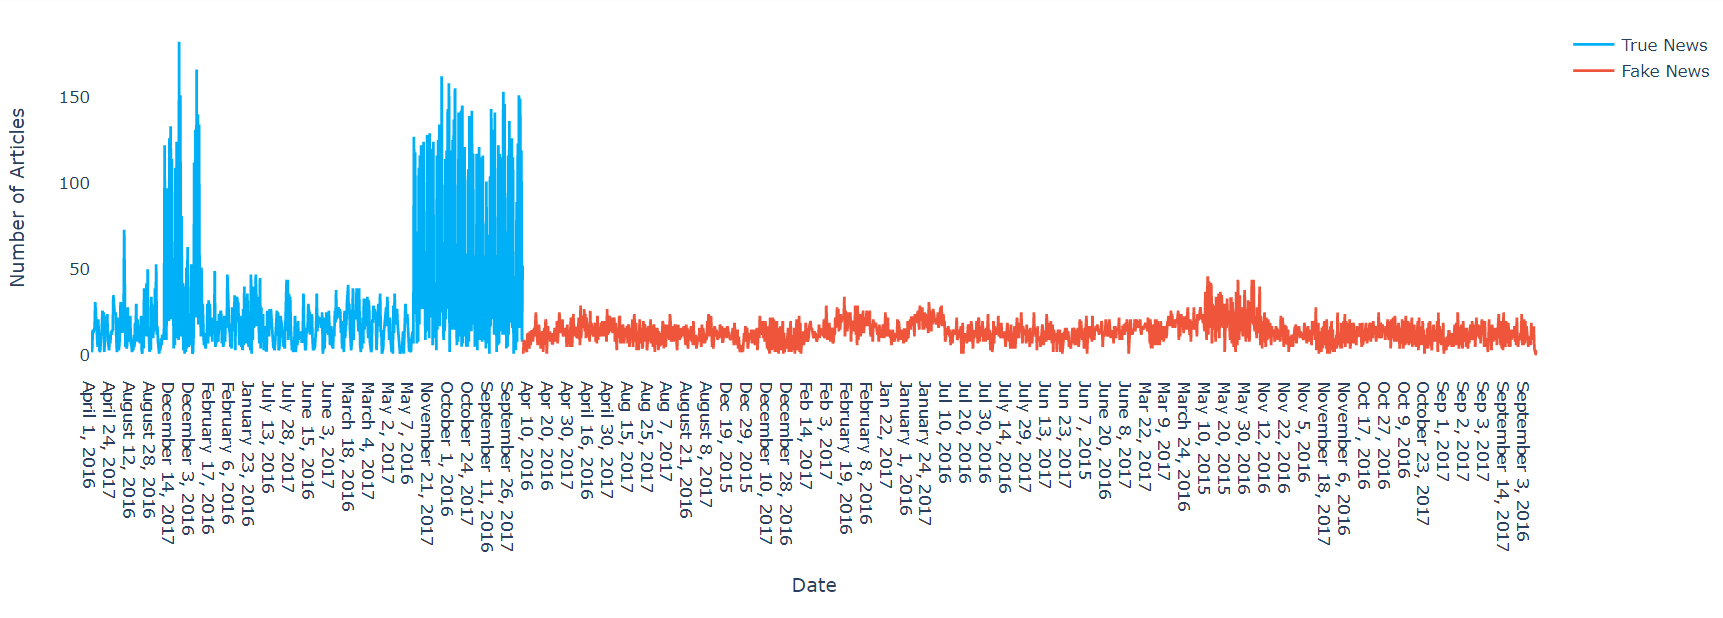 True News
Fake News
Number of Articles
150
100
50
0
April 1, 2016
April 24, 2017
August 12, 2016
August 28, 2016
December 14, 2017
December 3, 2016
February 17, 2016
February 6, 2016
January 23, 2016
July 13, 2016
July 28, 2017
June 15, 2016
June 3, 2017
March 18, 2016
March 4, 2017
May 2, 2017
May 7, 2016
November 21, 2017
October 1, 2016
October 24, 2017
September 11, 2016
September 26, 2017
Apr 10, 2016
Apr 20, 2016
Apr 30, 2017
April 16, 2016
April 30, 2017
Aug 15, 2017
Aug 25, 2017
Aug 7, 2017
August 21, 2016
August 8, 2017
Dec 19, 2015
Dec 29, 2015
December 10, 2017
December 28, 2016
Feb 14, 2017
Feb 3, 2017
February 19, 2016
February 8, 2016
Jan 22, 2017
January 1, 2016
January 24, 2017
Jul 10, 2016
Jul 20, 2016
Jul 30, 2016
July 14, 2016
July 29, 2016
Jun 13, 2017
Jun 23, 2017
Jun 7, 2015
June 20, 2016
June 8, 2017
Mar 22, 2017
Mar 9, 2017
March 24, 2016
May 10, 2015
May 20, 2015
May 30, 2016
Nov 12, 2016
Nov 22, 2016
Nov 5, 2016
November 18, 2017
November 6, 2016
Oct 17, 2016
Oct 27, 2016
Oct 9, 2016
October 23, 2017
Sep 1, 2017
Sep 2, 2017
Sep 3, 2017
September 14, 2017
September 3, 2016
Date